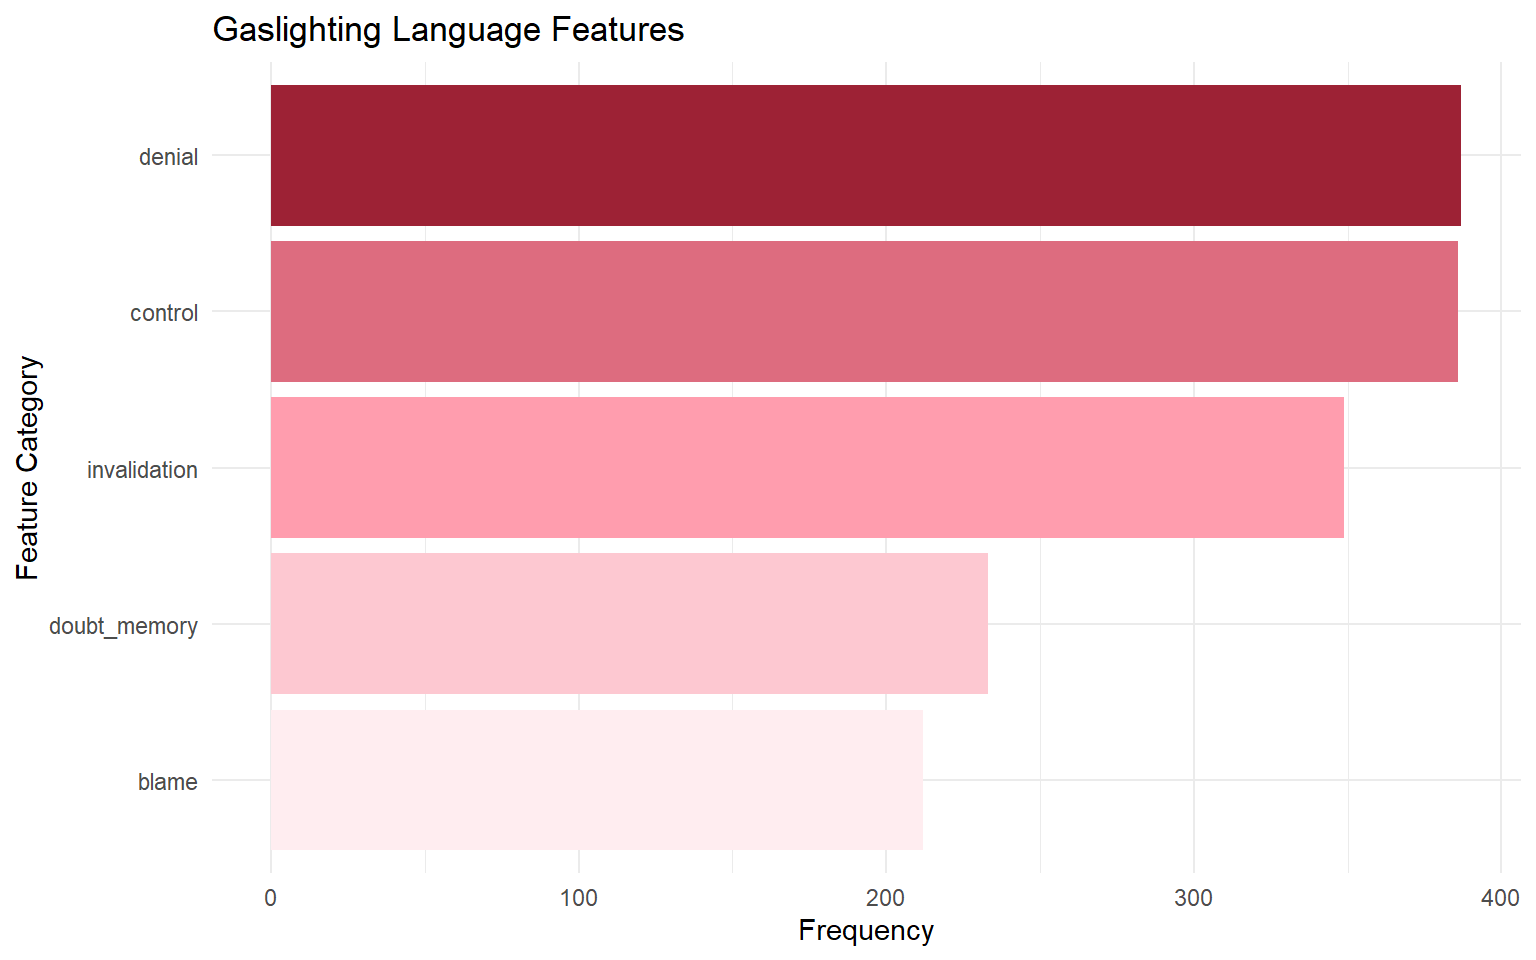 Gaslighting Language Features
Feature Category
denial
control
invalidation
doubt_memory
blame
0 100 200 300 400
Frequency